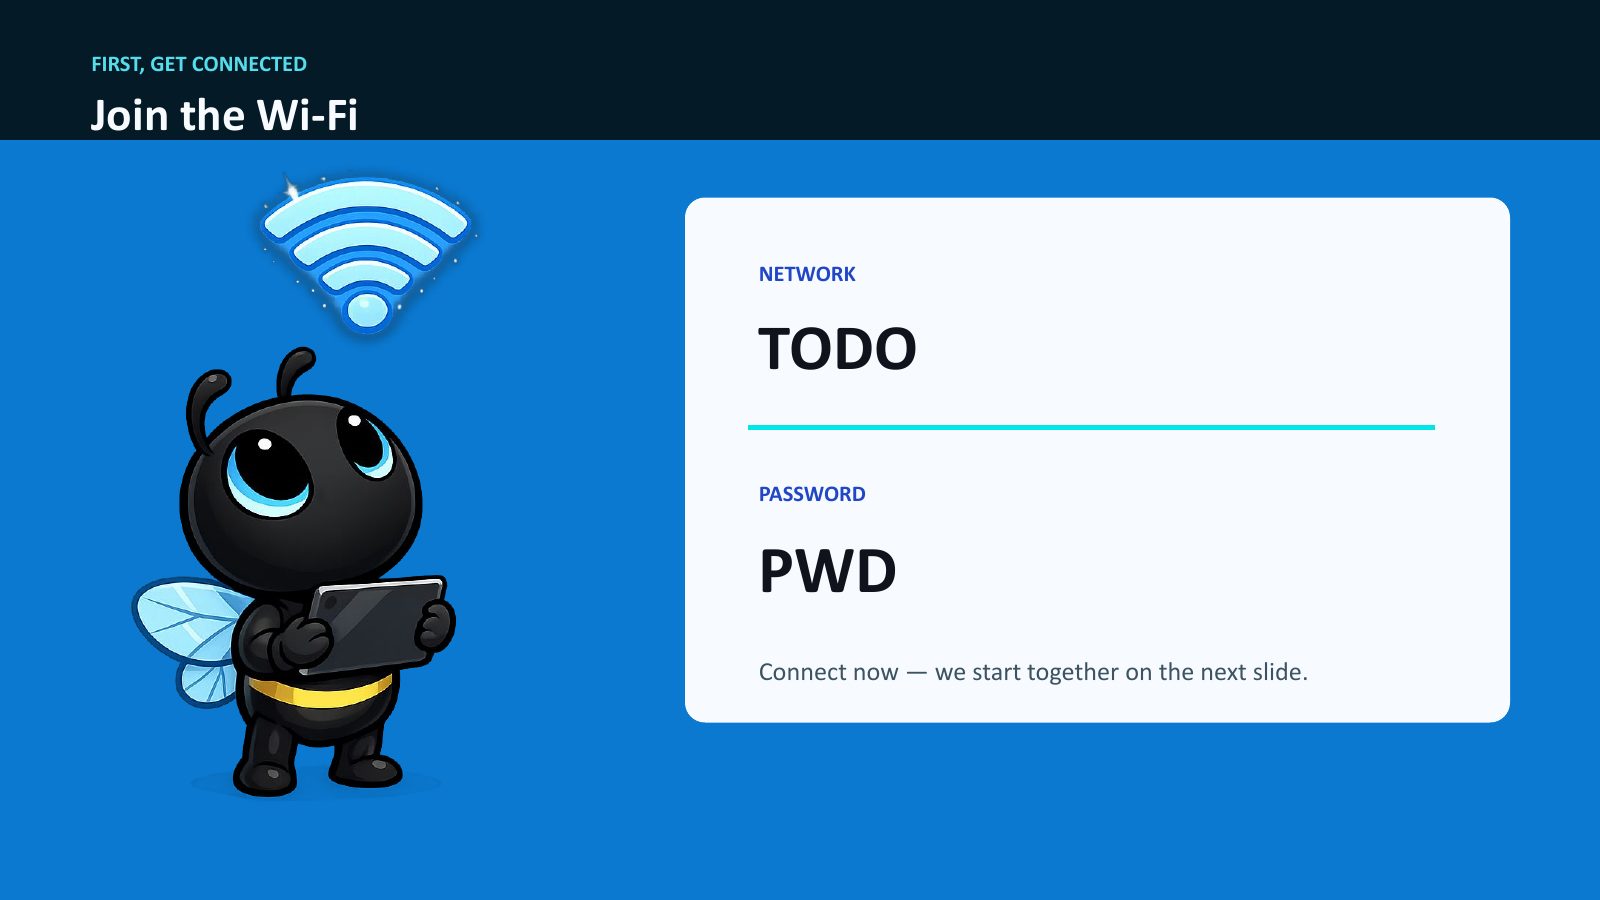 FIRST, GET CONNECTED
Join the Wi-Fi
NETWORK
TODO
PASSWORD
PWD
Connect now — we start together on the next slide.